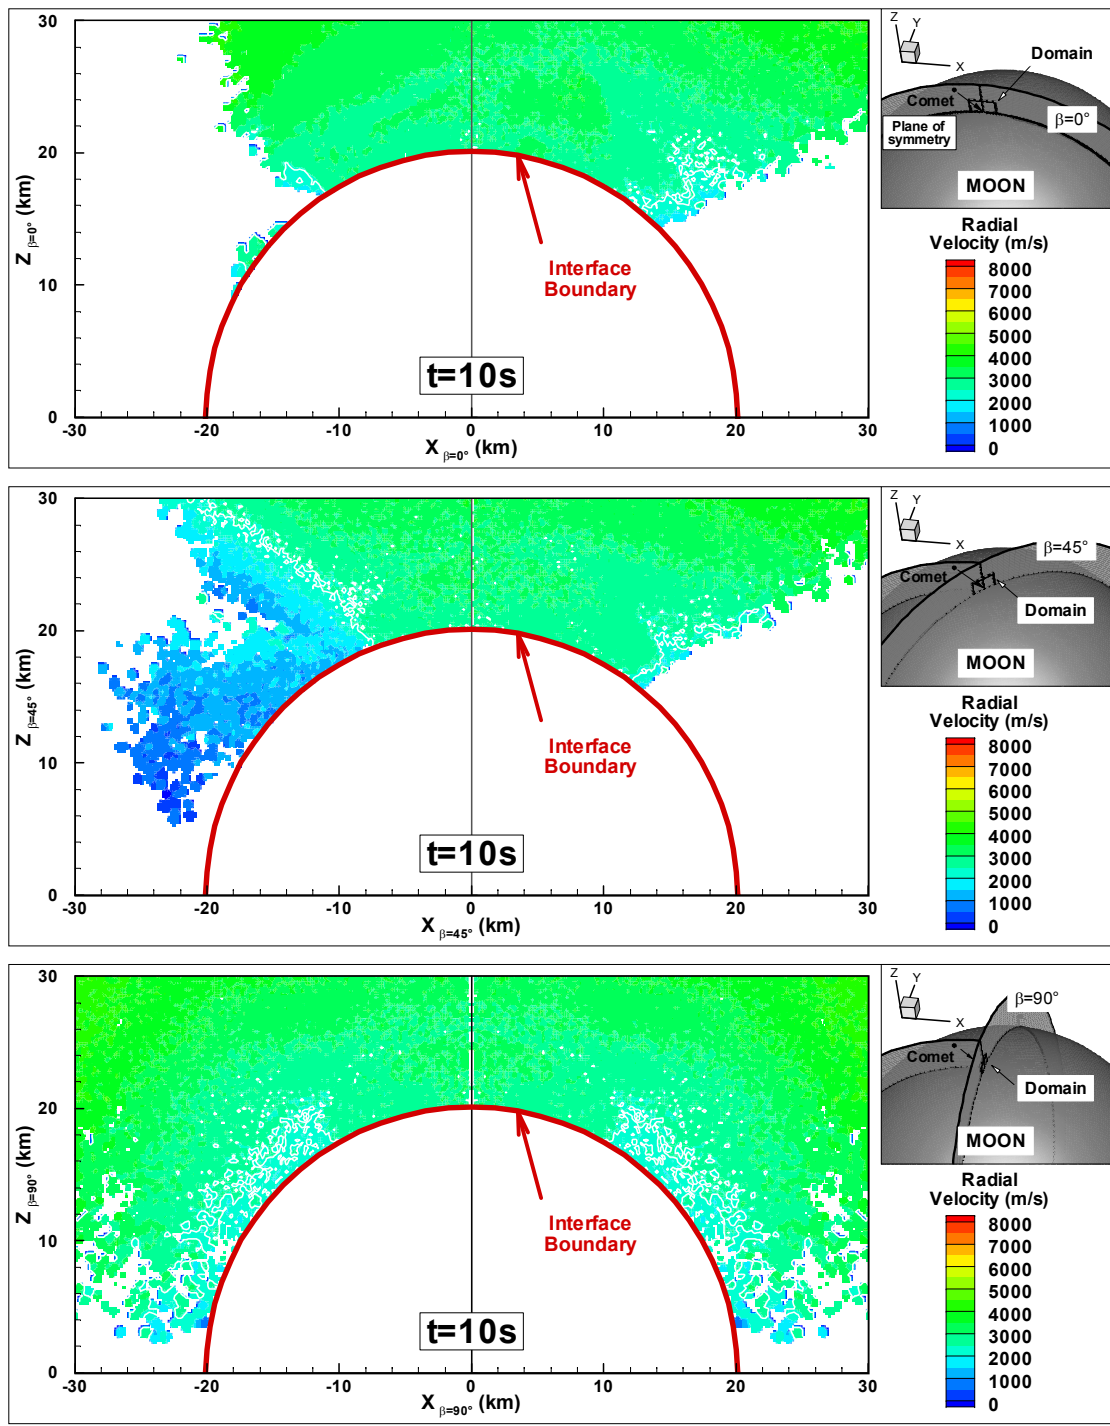 30
20
10
0
Z β=0° (km)
-30
-20
-10
0
10
20
30
X β=0° (km)
Interface
Boundary
t=10s
Z
Y
X
Domain
Comet
β=0°
Plane of
symmetry
MOON
Radial
Velocity (m/s)
8000
7000
6000
5000
4000
3000
2000
1000
0
30
20
10
0
Z β=45° (km)
-30
-20
-10
0
10
20
30
X β=45° (km)
Interface
Boundary
t=10s
Z
Y
X
β=45°
Comet
Domain
MOON
Radial
Velocity (m/s)
8000
7000
6000
5000
4000
3000
2000
1000
0
30
20
10
0
Z β=90° (km)
-30
-20
-10
0
10
20
30
X β=90° (km)
Interface
Boundary
t=10s
Z
Y
X
β=90°
Comet
Domain
MOON
Radial
Velocity (m/s)
8000
7000
6000
5000
4000
3000
2000
1000
0